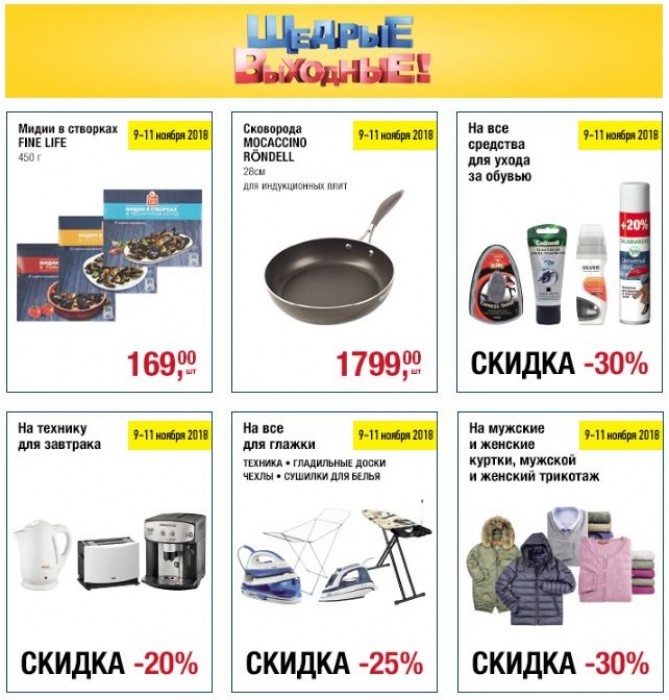 ЩЕДРЫЕ
ВЫХОДНЫЕ!
Мидии в створках
FINE LIFE
450 г
9-11 ноября 2018
169,00
шт
Сковорода
MOCACCINO
RÖNDELL
28см
для индукционных плит
9-11 ноября 2018
1799,00
шт
На все
средства
для ухода
за обувью
9-11 ноября 2018
+20%
СКИДКА -30%
На технику
для завтрака
9-11 ноября 2018
СКИДКА -20%
На все
для глажки
ТЕХНИКА • ГЛАДИЛЬНЫЕ ДОСКИ
ЧЕХЛЫ • СУШИЛКИ ДЛЯ БЕЛЬЯ
9-11 ноября 2018
СКИДКА -25%
На мужские
и женские
куртки, мужской
и женский трикотаж
9-11 ноября 2018
СКИДКА -30%